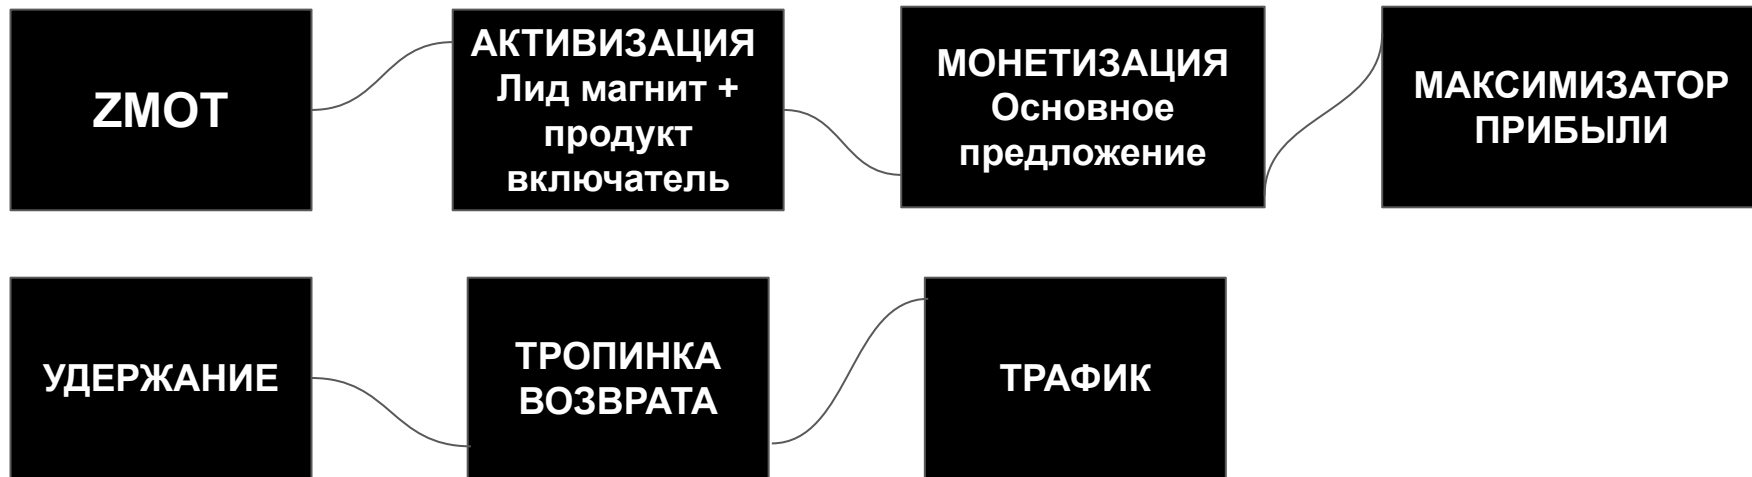 ZMOT
АКТИВИЗАЦИЯ
Лид магнит +
продукт
включатель
МОНЕТИЗАЦИЯ
Основное
предложение
МАКСИМИЗАТОР
ПРИБЫЛИ
УДЕРЖАНИЕ
ТРОПИНКА
ВОЗВРАТА
ТРАФИК